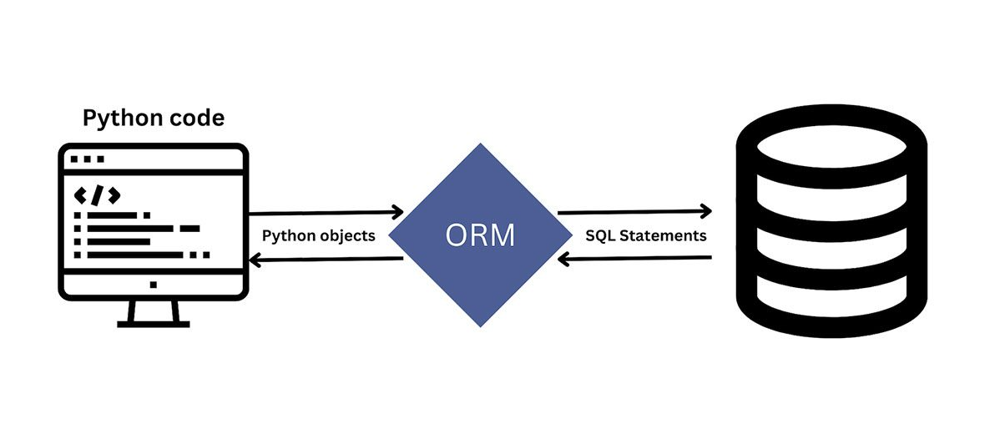 Python code
</>
Python objects
ORM
SQL Statements